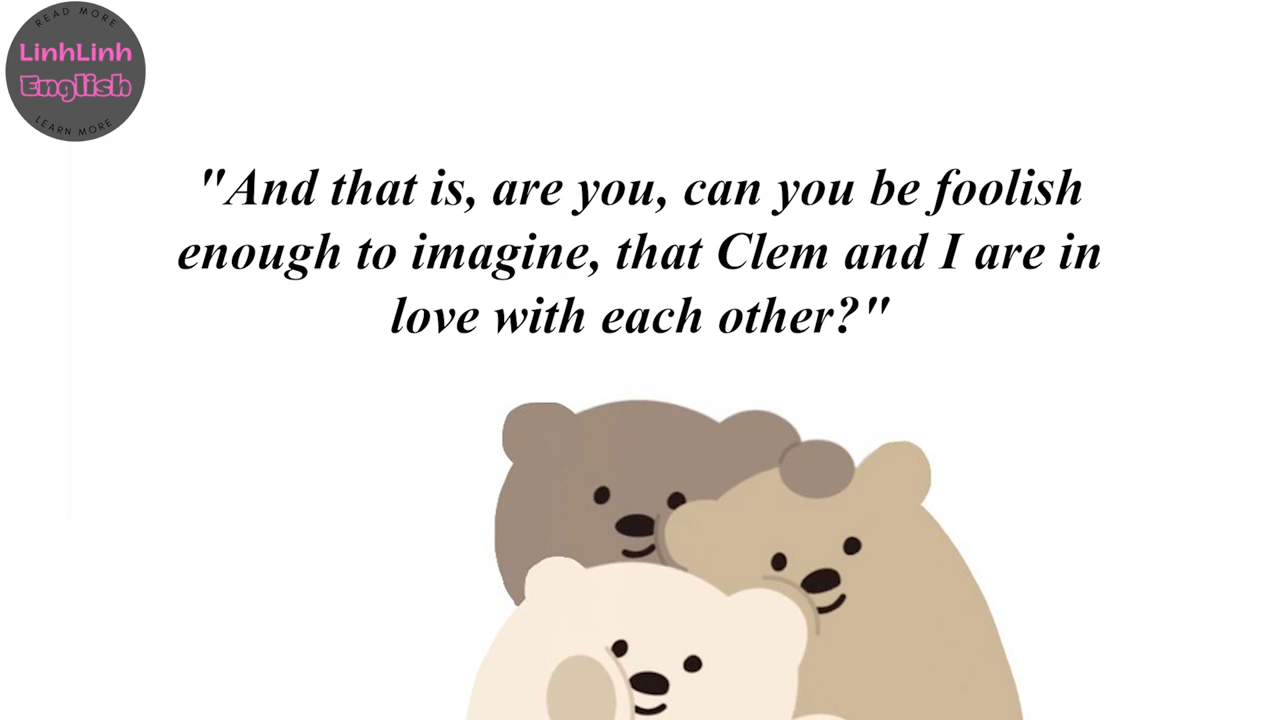 READ MORE
LinhLinh
English
LEARN MORE
"And that is, are you, can you be foolish
enough to imagine, that Clem and I are in
love with each other?"